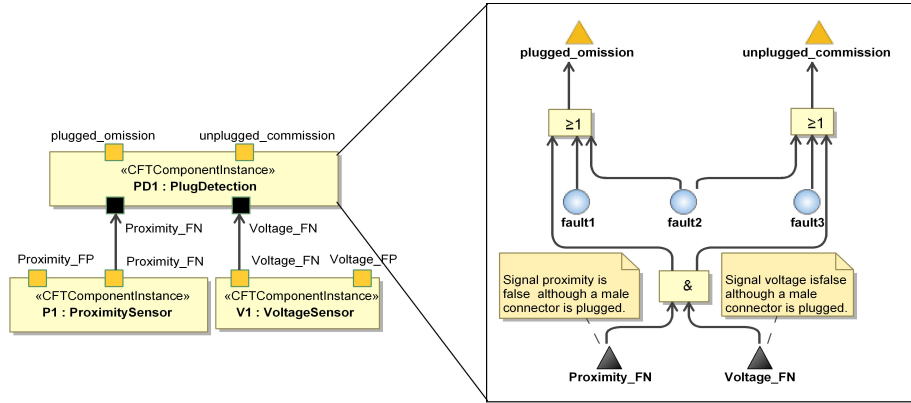 plugged_omission
unplugged_commission
«CFTComponentInstance»
PD1 : PlugDetection
Proximity_FN
Voltage_FN
Proximity_FP
Proximity_FN
Voltage_FN
Voltage_FP
«CFTComponentInstance»
P1 : ProximitySensor
«CFTComponentInstance»
V1 : VoltageSensor
plugged_omission
unplugged_commission
≥1
≥1
fault1
fault2
fault3
Signal proximity is
false although a male
connector is plugged.
&
Signal voltage isfalse
although a male
connector is plugged.
Proximity_FN
Voltage_FN